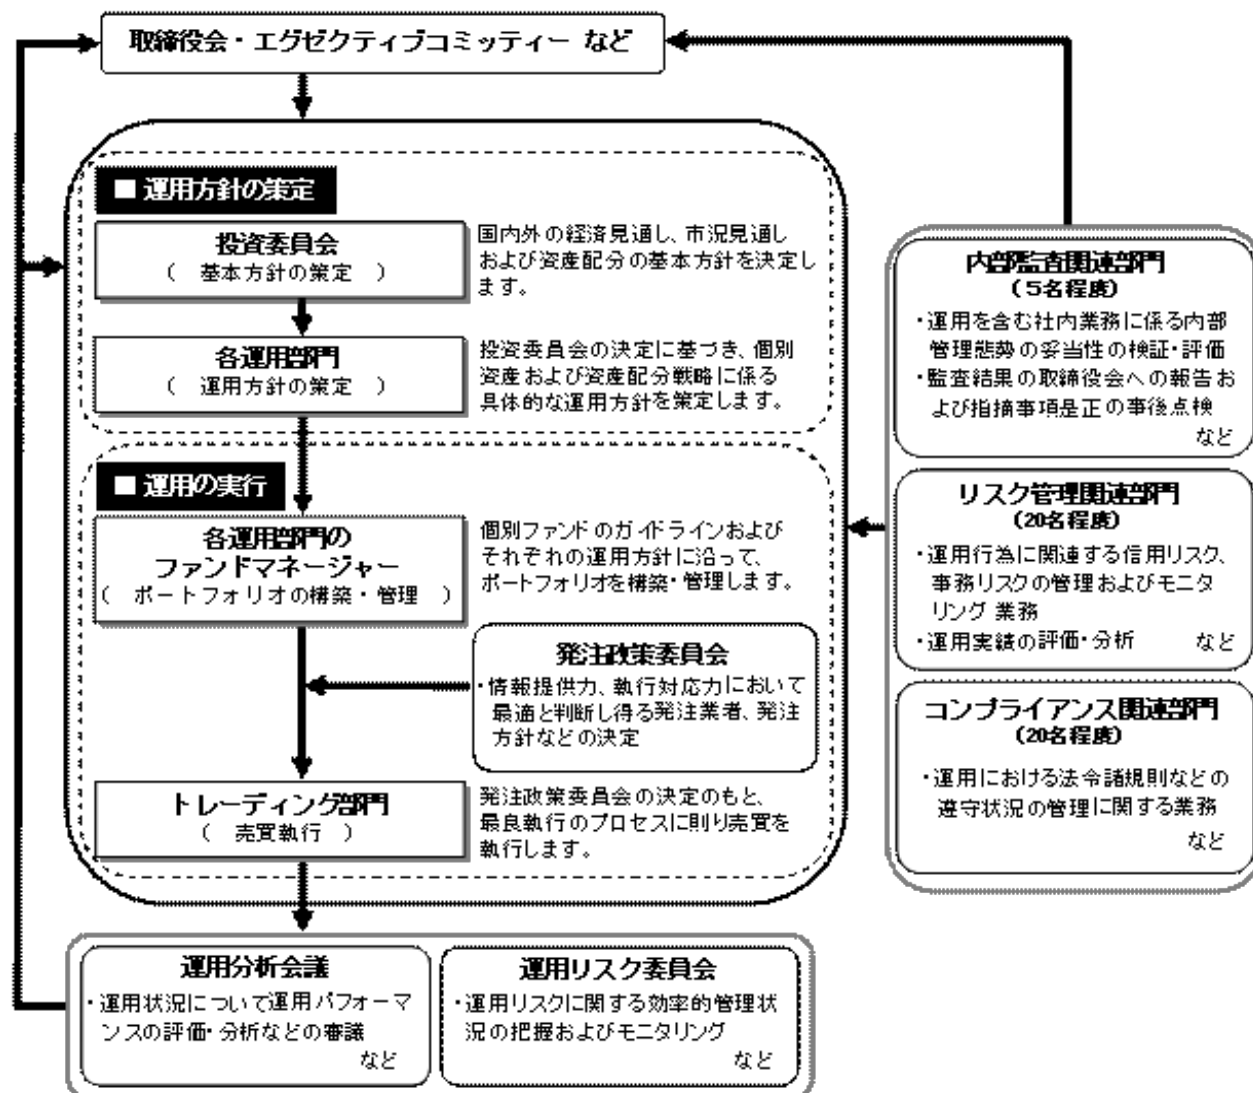 取締役会・エグゼクティブコミッティー など
■ 運用方針の策定
投資委員会
( 基本方針の策定 )
国内外の経済見通し、市況見通し
および資産配分の基本方針を決定し
ます。
各運用部門
( 運用方針の策定 )
投資委員会の決定に基づき、個別
資産および資産配分戦略に係る
具体的な運用方針を策定します。
■ 運用の実行
各運用部門の
ファンドマネージャー
( ポートフォリオの構築・管理 )
個別ファンドのガイドラインおよび
それぞれの運用方針に沿って、
ポートフォリオを構築・管理します。
発注政策委員会
・情報提供力、執行対応力において
最適と判断し得る発注業者、発注
方針などの決定
トレーディング部門
( 売買執行 )
発注政策委員会の決定のもと、
最良執行のプロセスに則り売買を
執行します。
内部監査関連部門
(5名程度)
・運用を含む社内業務に係る内部
管理態勢の妥当性の検証・評価
・監査結果の取締役会への報告お
よび指摘事項是正の事後点検
など
リスク管理関連部門
(20名程度)
・運用行為に関連する信用リスク、
事務リスクの管理およびモニタ
リング 業務
・運用実績の評価・分析 など
コンプライアンス関連部門
(20名程度)
・運用における法令諸規則などの
遵守状況の管理に関する業務
など
運用分析会議
・運用状況について運用パフォーマ
ンスの評価・分析などの審議
など
運用リスク委員会
・運用リスクに関する効率的管理状
況の把握およびモニタリング
など